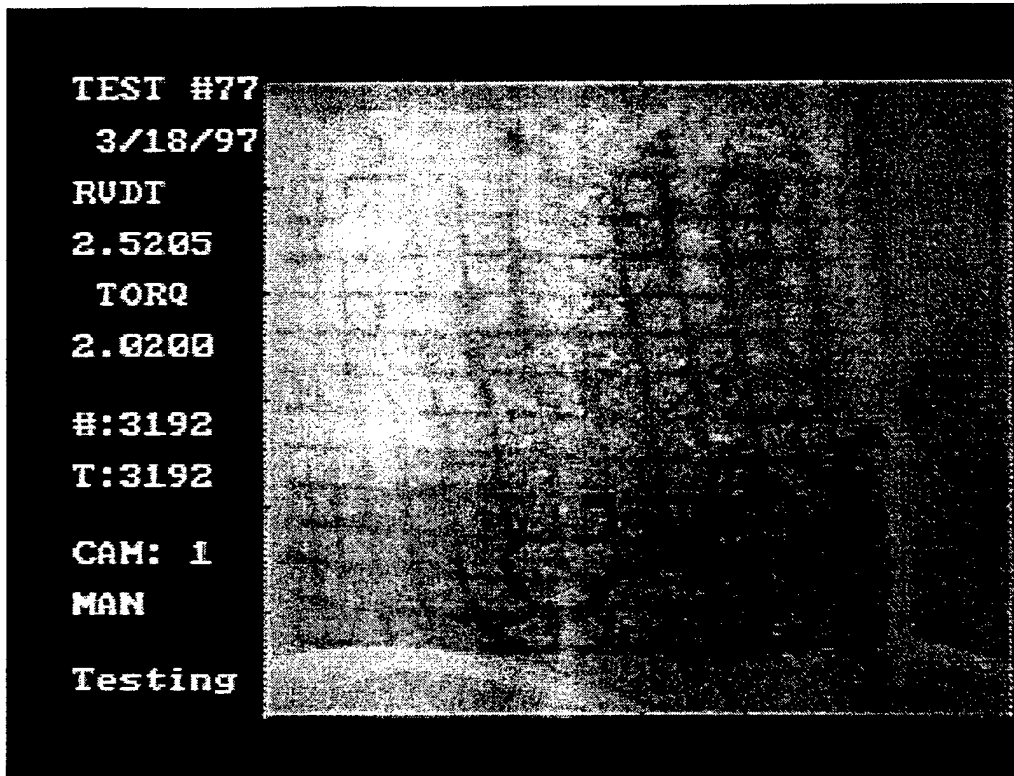 TEST #77
3/18/97
RVDT
2.5205
TORQ
2.0200
#:3192
T:3192
CAM: 1
MAN
Testing